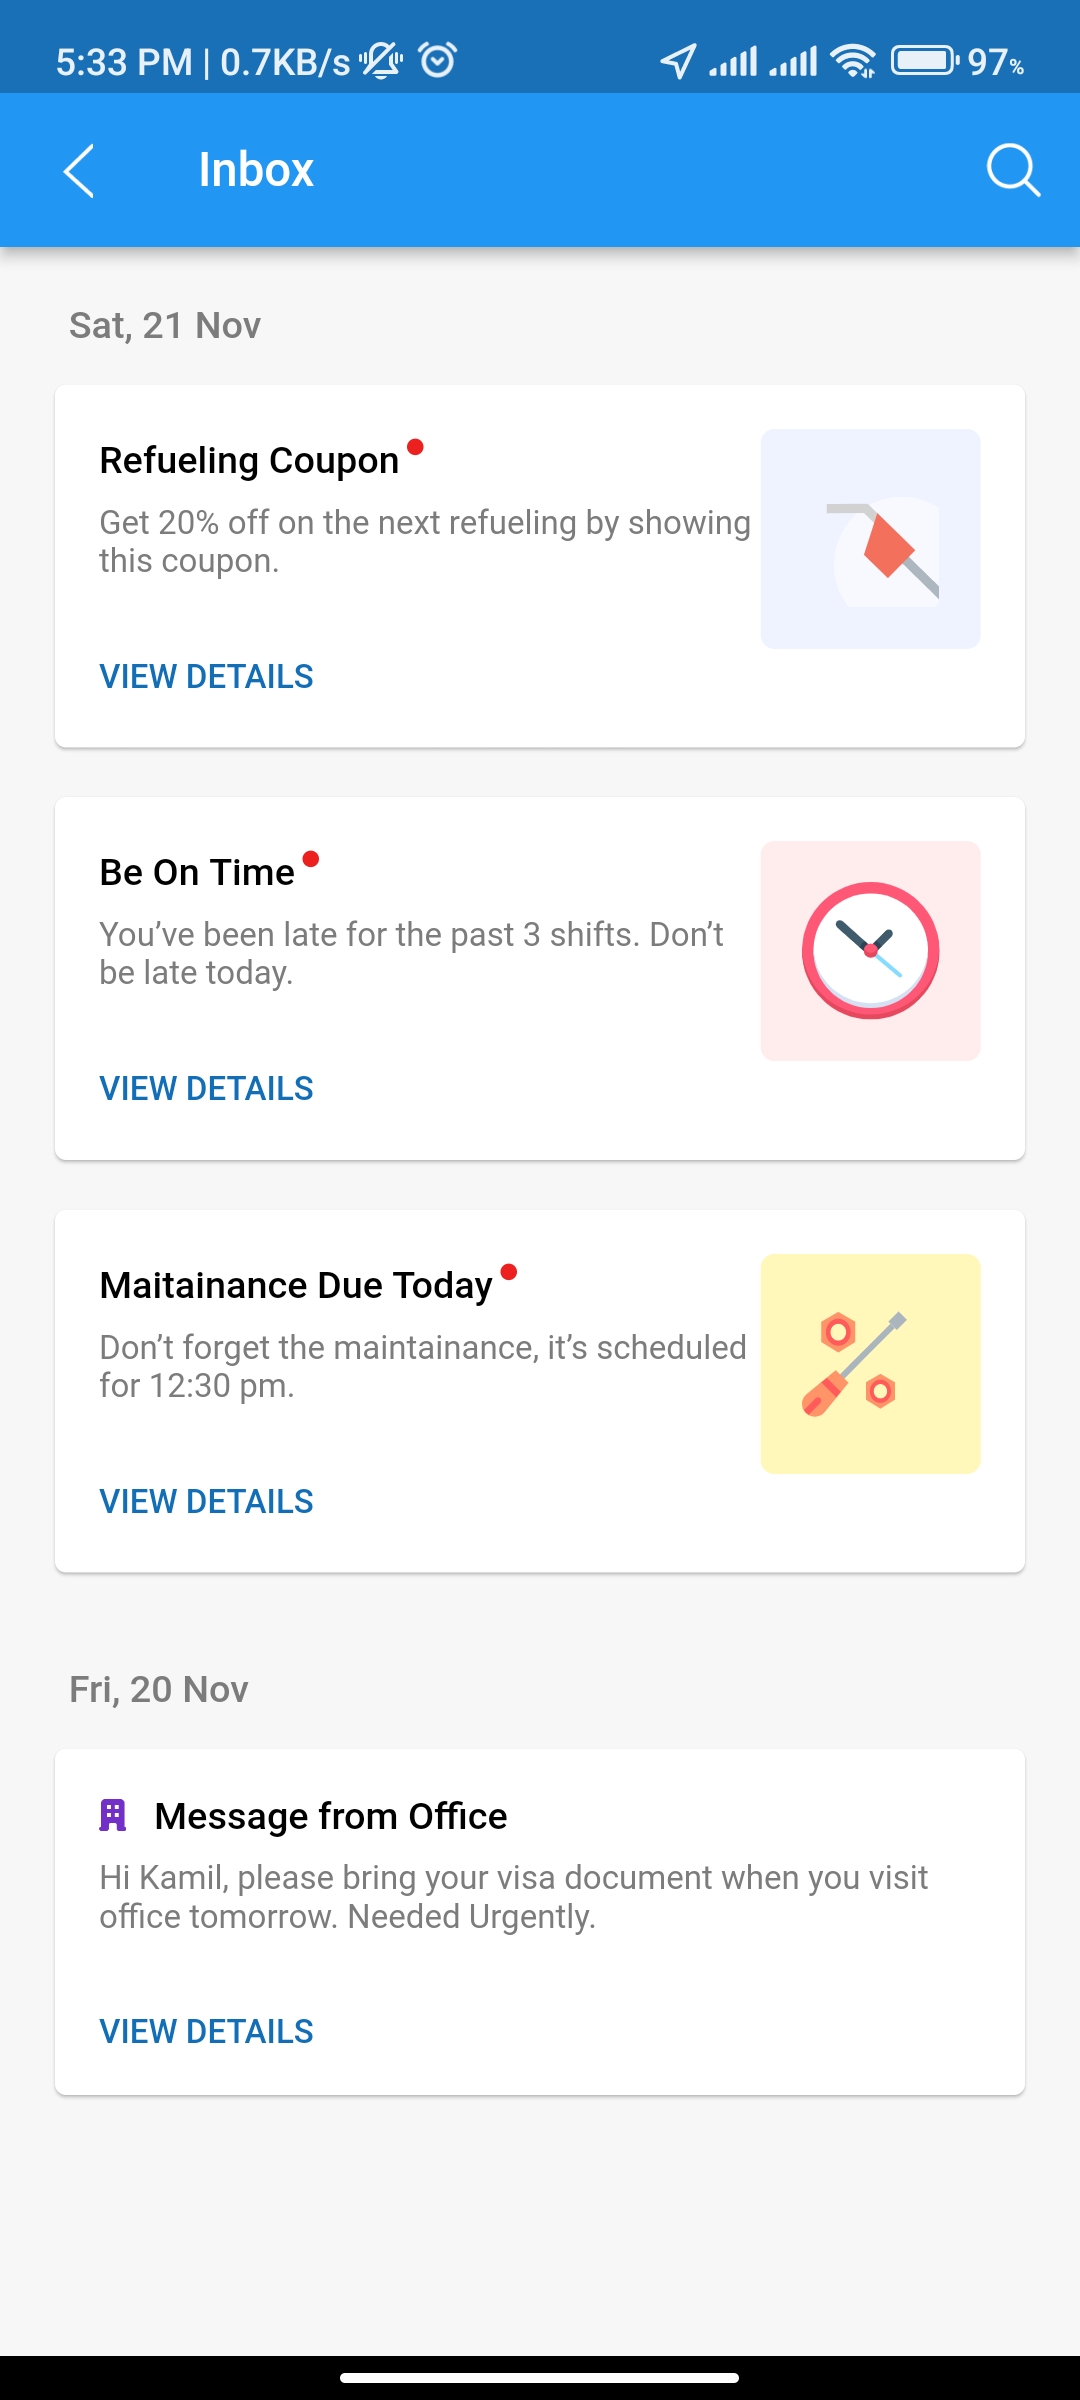 5:33 PM | 0.7KB/s 97%
Inbox
Sat, 21 Nov
Refueling Coupon
Get 20% off on the next refueling by showing
this coupon.
VIEW DETAILS
Be On Time
You’ve been late for the past 3 shifts. Don’t
be late today.
VIEW DETAILS
Maitainance Due Today
Don’t forget the maintainance, it’s scheduled
for 12:30 pm.
VIEW DETAILS
Fri, 20 Nov
Message from Office
Hi Kamil, please bring your visa document when you visit
office tomorrow. Needed Urgently.
VIEW DETAILS